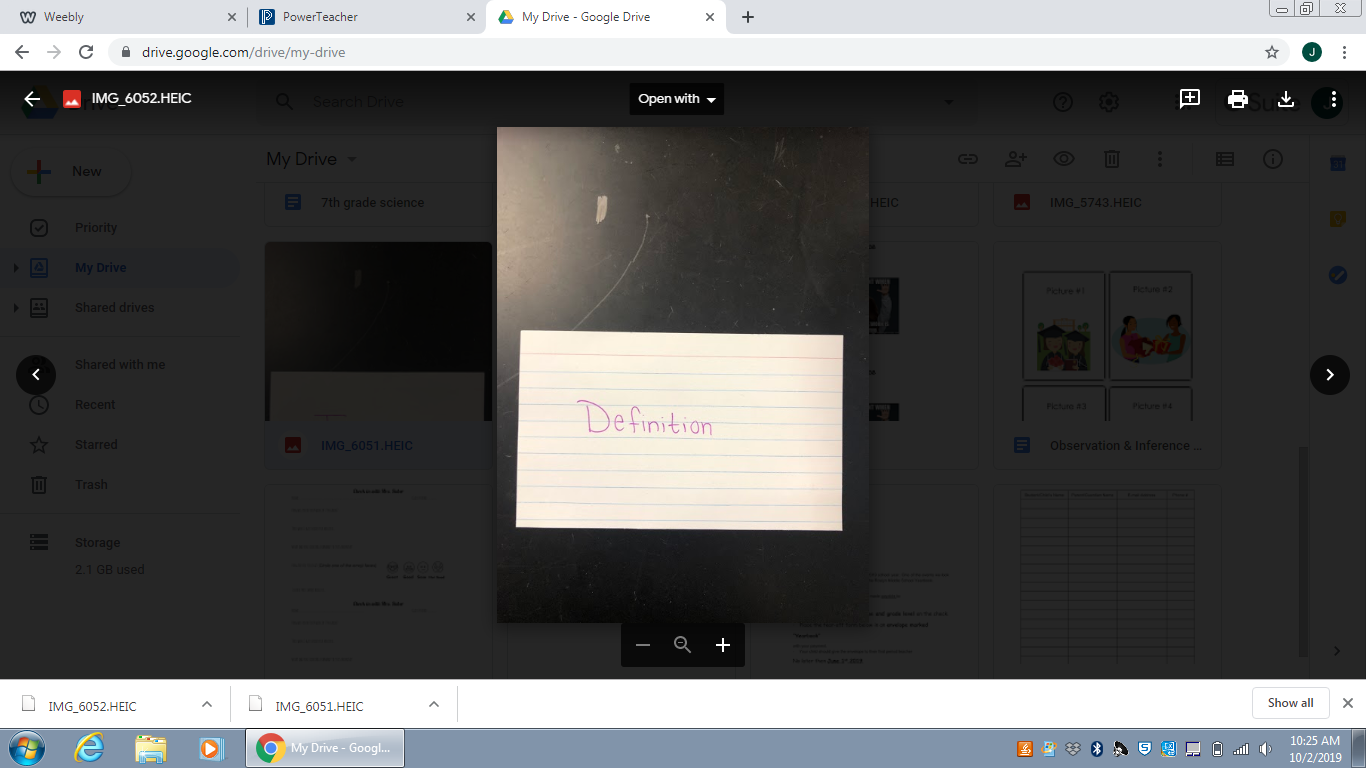 Weebly
PowerTeacher
My Drive - Google Drive
drive.google.com/drive/my-drive
J
IMG_6052.HEIC
Search Drive
Open with
New
My Drive
Priority
My Drive
Shared drives
Shared with me
Recent
Starred
Trash
Storage
2.1 GB used
7th grade science
HEIC
IMG_5743.HEIC
IMG_6051.HEIC
Picture #1
Picture #2
Picture #3
Picture #4
Observation & Inference ...
Definition
IMG_6052.HEIC
IMG_6051.HEIC
Show all
My Drive - Googl...
10:25 AM
10/2/2019